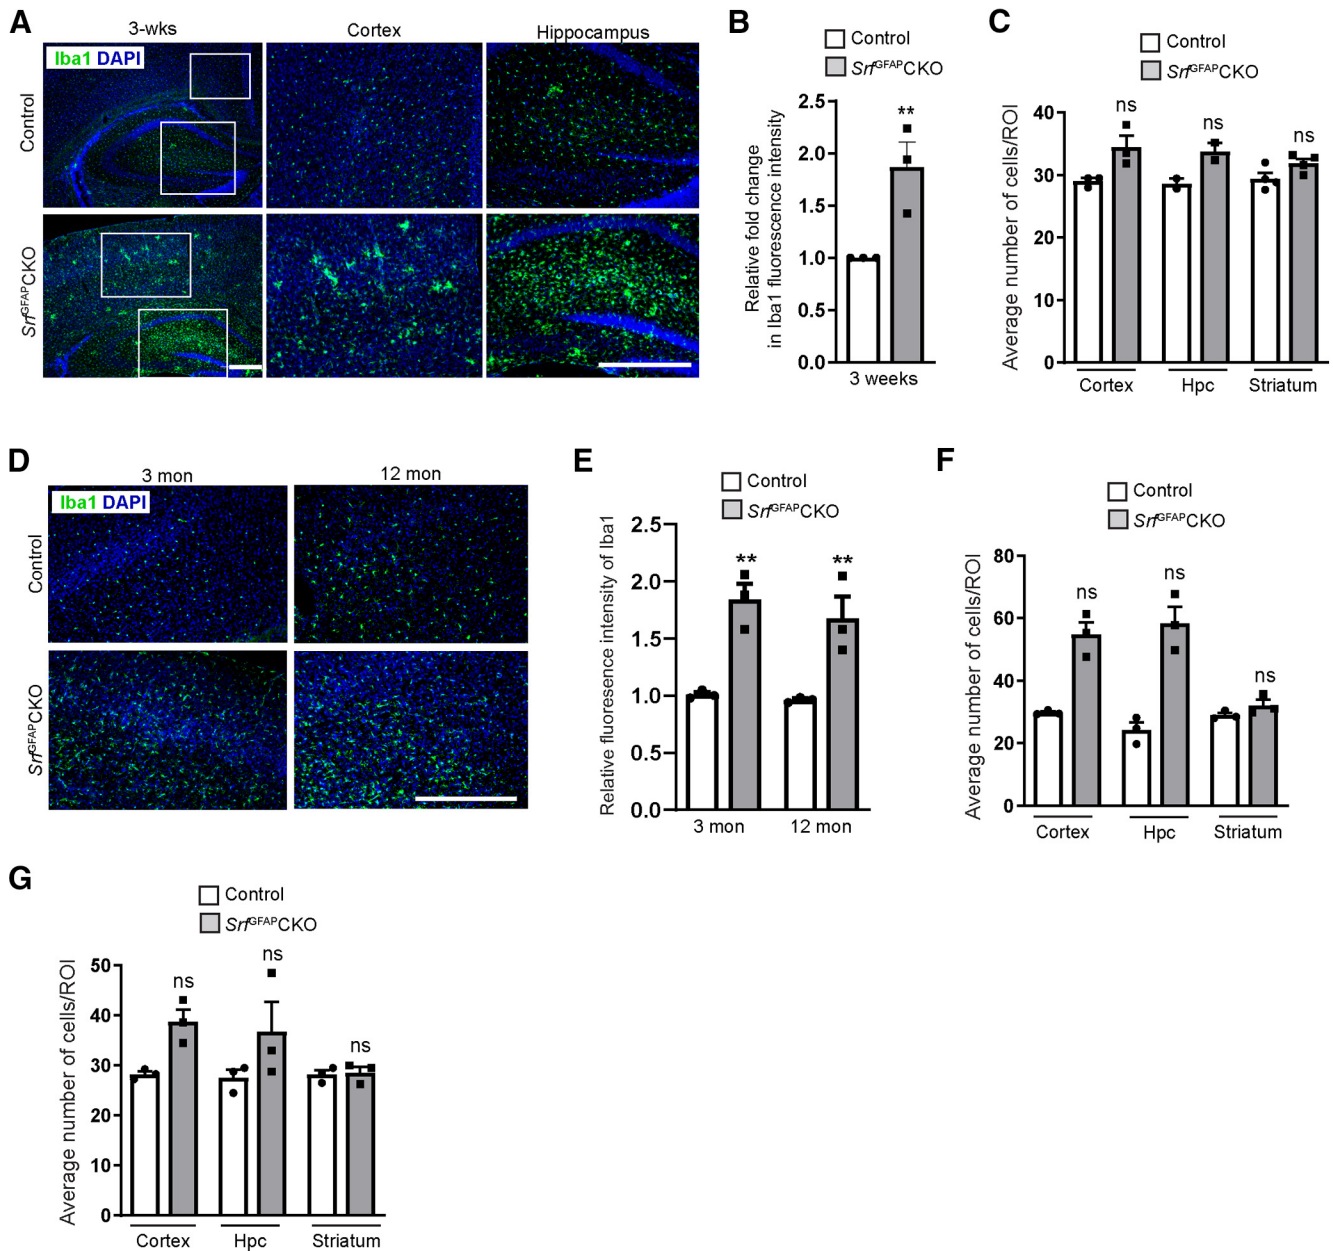 A
3-wks
Cortex
Hippocampus
Iba1 DAPI
Control
SrfGFAPCKO
B
Control
SrfGFAPCKO
Relative fold change
in Iba1 fluorescence intensity
2.5
2.0
1.5
1.0
0.5
0.0
**
3 weeks
C
Control
SrfGFAPCKO
Average number of cells/ROI
40
30
20
10
0
ns
ns
ns
Cortex
Hpc
Striatum
D
3 mon
12 mon
Iba1 DAPI
Control
SrfGFAPCKO
E
Control
SrfGFAPCKO
Relative fluoresence intensity of Iba1
2.5
2.0
1.5
1.0
0.5
0.0
**
**
3 mon
12 mon
F
Control
SrfGFAPCKO
Average number of cells/ROI
80
60
40
20
0
ns
ns
ns
Cortex
Hpc
Striatum
G
Control
SrfGFAPCKO
Average number of cells/ROI
50
40
30
20
10
0
ns
ns
ns
Cortex
Hpc
Striatum